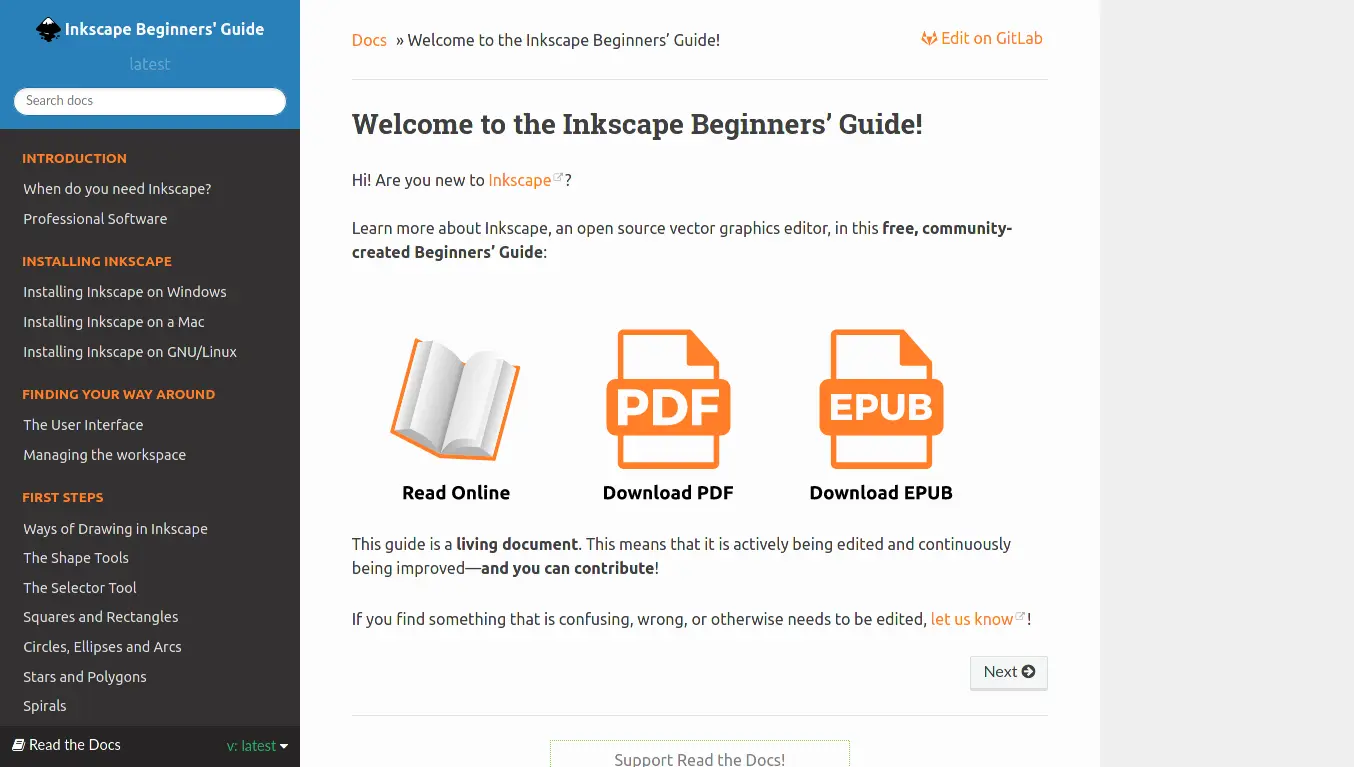 Inkscape Beginners' Guide
latest
Search docs
INTRODUCTION
When do you need Inkscape?
Professional Software
INSTALLING INKSCAPE
Installing Inkscape on Windows
Installing Inkscape on a Mac
Installing Inkscape on GNU/Linux
FINDING YOUR WAY AROUND
The User Interface
Managing the workspace
FIRST STEPS
Ways of Drawing in Inkscape
The Shape Tools
The Selector Tool
Squares and Rectangles
Circles, Ellipses and Arcs
Stars and Polygons
Spirals
Read the Docs v: latest
Docs » Welcome to the Inkscape Beginners’ Guide!
Edit on GitLab
Welcome to the Inkscape Beginners’ Guide!
Hi! Are you new to Inkscape?
Learn more about Inkscape, an open source vector graphics editor, in this free, community-
created Beginners’ Guide:
PDF
EPUB
Read Online
Download PDF
Download EPUB
This guide is a living document. This means that it is actively being edited and continuously
being improved—and you can contribute!
If you find something that is confusing, wrong, or otherwise needs to be edited, let us know!
Next
Support Read the Docs!